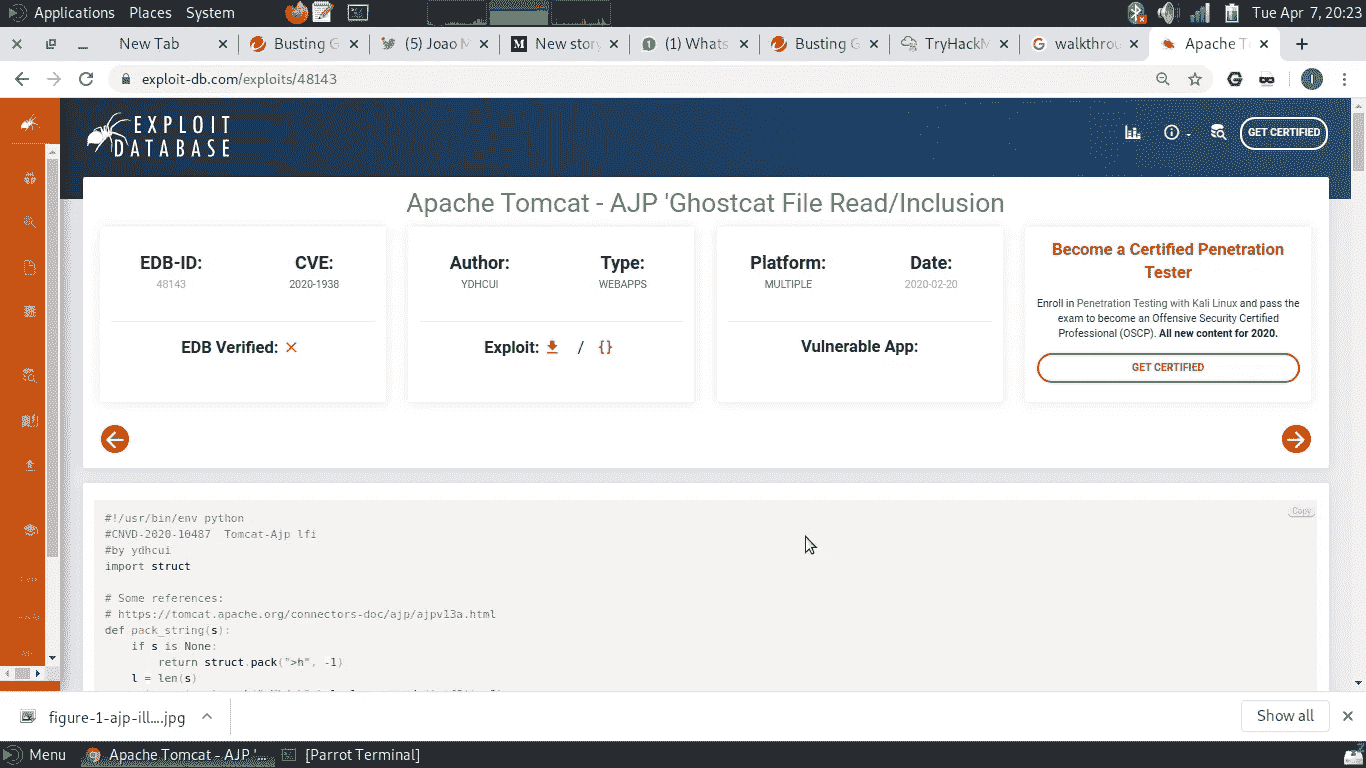 Applications Places System Tue Apr 7, 20:23
New Tab Busting G (5) Joao M New story (1) Whats Busting G TryHackM walkthrou Apache T
exploit-db.com/exploits/48143
EXPLOIT
DATABASE
GET CERTIFIED
Apache Tomcat - AJP 'Ghostcat File Read/Inclusion
EDB-ID:
48143
CVE:
2020-1938
EDB Verified:
Author:
YDHCUI
Type:
WEBAPPS
Exploit: / {}
Platform:
MULTIPLE
Date:
2020-02-20
Vulnerable App:
Become a Certified Penetration
Tester
Enroll in Penetration Testing with Kali Linux and pass the
exam to become an Offensive Security Certified
Professional (OSCP). All new content for 2020.
GET CERTIFIED
Copy
#!/usr/bin/env python
#CNVD-2020-10487  Tomcat-Ajp lfi
#by ydhcui
import struct
# Some references:
# https://tomcat.apache.org/connectors-doc/ajp/ajpv13a.html
def pack_string(s):
if s is None:
return struct.pack(">h", -1)
l = len(s)
figure-1-ajp-ill....jpg Show all
Menu Apache Tomcat - AJP '... [Parrot Terminal]